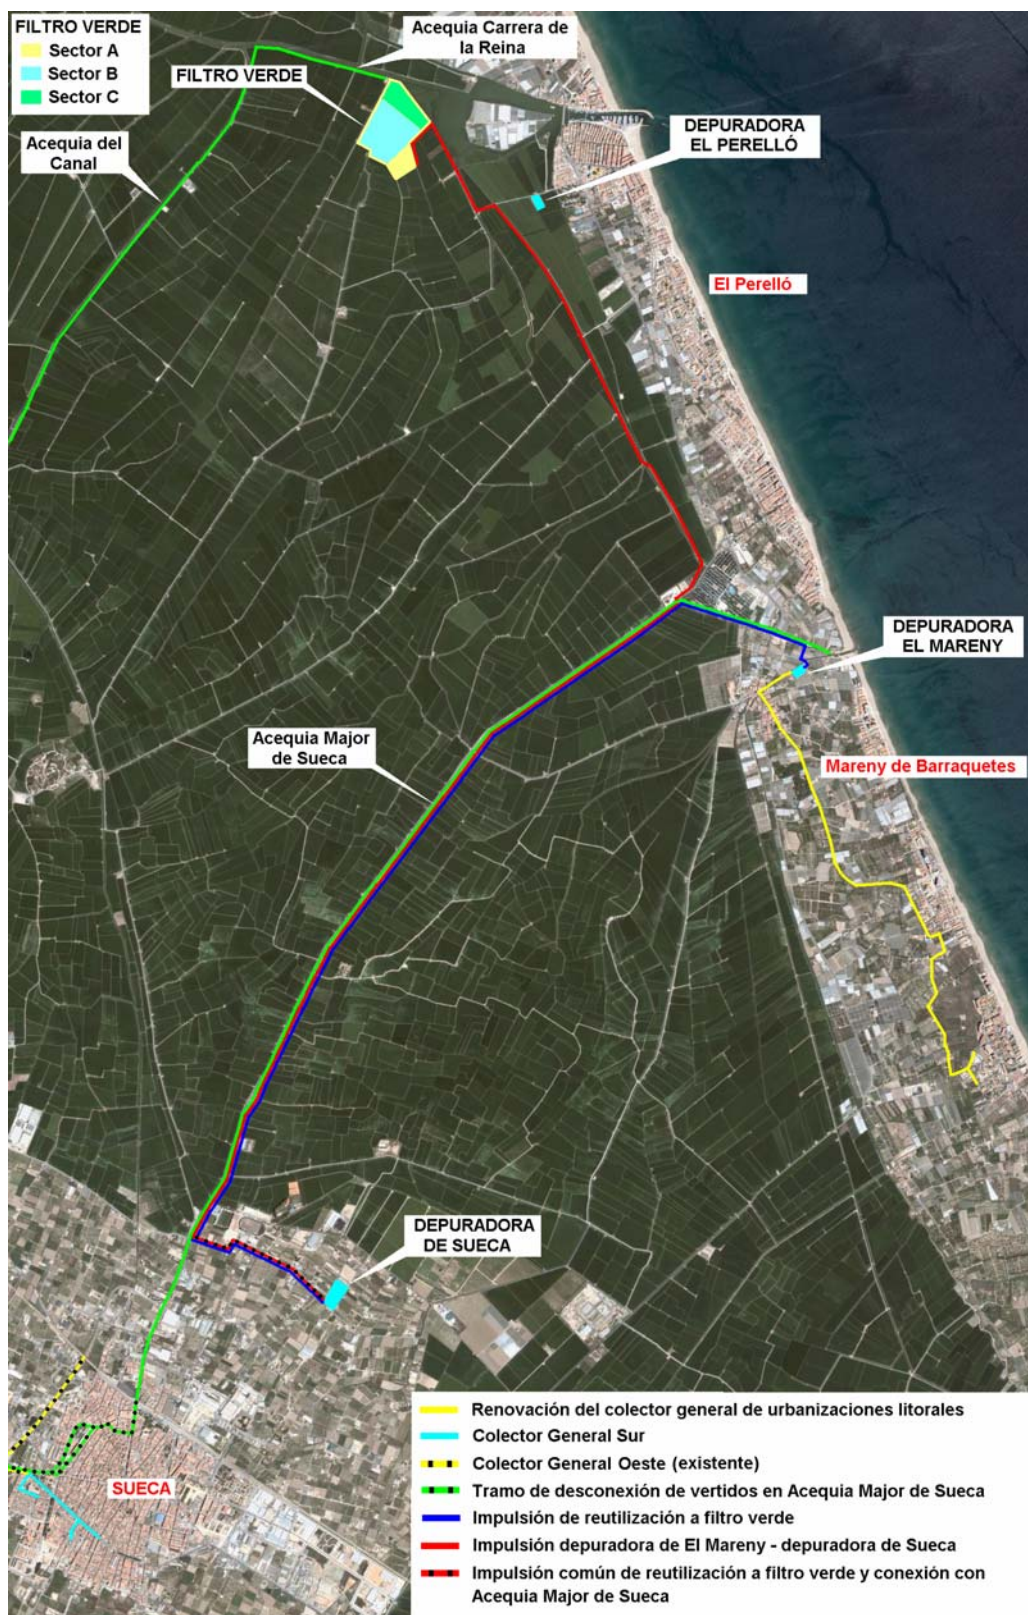 FILTRO VERDE
Sector A
Sector B
Sector C
Acequia Carrera de
la Reina
FILTRO VERDE
Acequia del
Canal
DEPURADORA
EL PERELLÓ
El Perelló
DEPURADORA
EL MARENY
Acequia Major
de Sueca
Mareny de Barraquetes
DEPURADORA
DE SUECA
SUECA
Renovación del colector general de urbanizaciones litorales
Colector General Sur
Colector General Oeste (existente)
Tramo de desconexión de vertidos en Acequia Major de Sueca
Impulsión de reutilización a filtro verde
Impulsión depuradora de El Mareny - depuradora de Sueca
Impulsión común de reutilización a filtro verde y conexión con
Acequia Major de Sueca